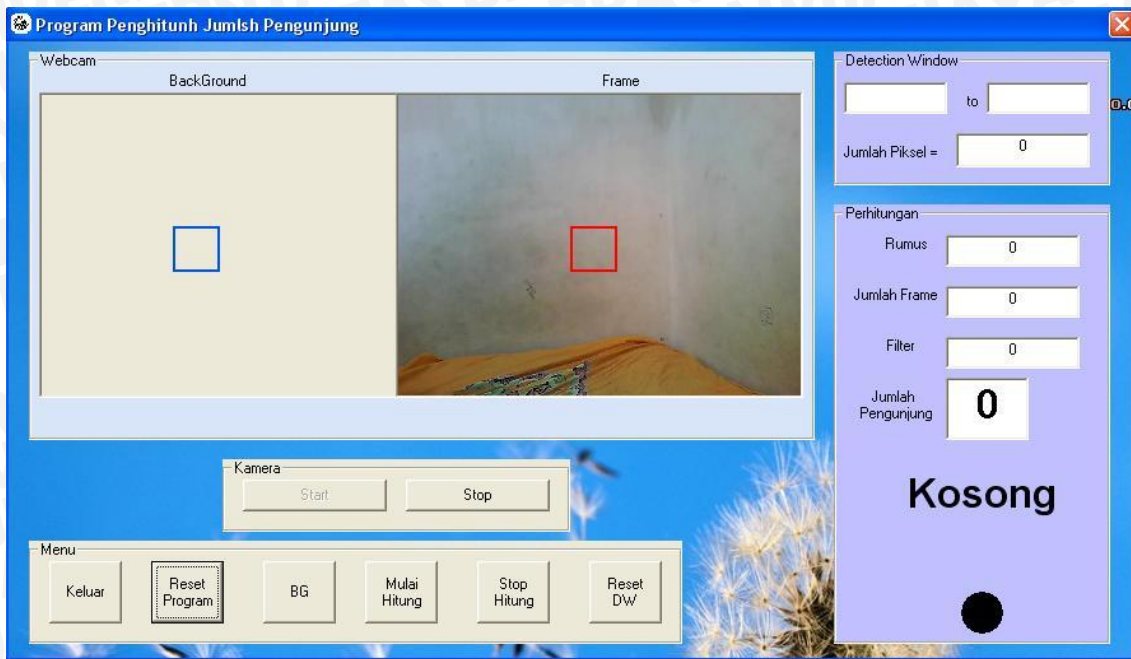 Program Penghitunh Jumlsh Pengunjung
Webcam
BackGround
Frame
Detection Window
to
Jumlah Piksel =
0
Perhitungan
Rumus
0
Jumlah Frame
0
Filter
0
Jumlah
Pengunjung
0
Kosong
Kamera
Start
Stop
Menu
Keluar
Reset
Program
BG
Mulai
Hitung
Stop
Hitung
Reset
DW